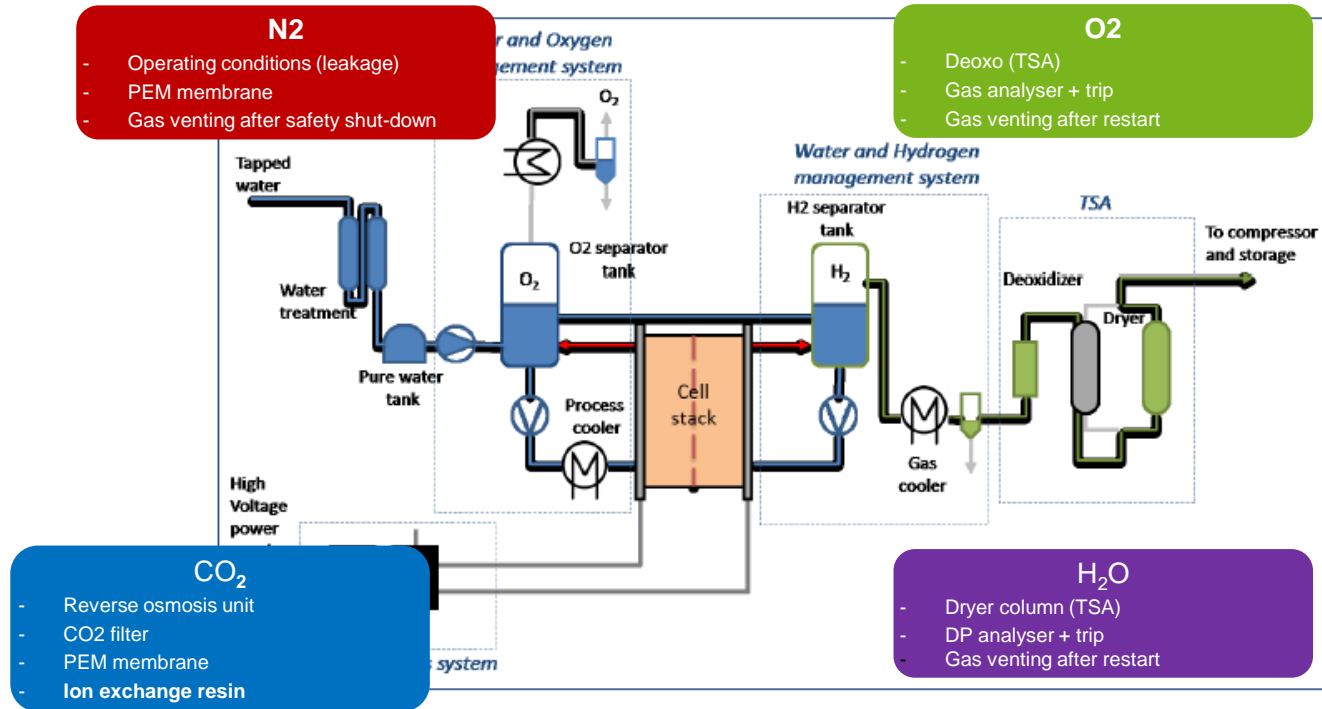 N2
- Operating conditions (leakage)
- PEM membrane
- Gas venting after safety shut-down
O2
- Deoxo (TSA)
- Gas analyser + trip
- Gas venting after restart
and Oxygen
system
O₂
Tapped
water
Water and Hydrogen
management system
TSA
H2 separator
tank
To compressor
and storage
O2 separator
tank
O₂
H₂
Deoxidizer
Water
treatment
Dryer
Pure water
tank
Process
cooler
Cell
stack
Gas
cooler
High
Voltage
power
CO₂
- Reverse osmosis unit
- CO2 filter
- PEM membrane
- Ion exchange resin
system
H₂O
- Dryer column (TSA)
- DP analyser + trip
- Gas venting after restart